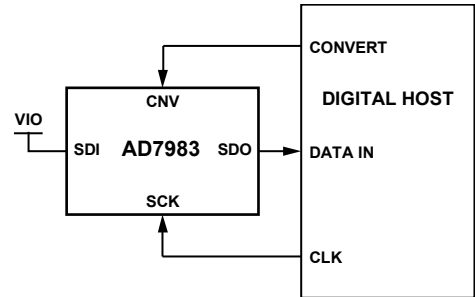 CONVERT
CNV
DIGITAL HOST
VIO
SDI AD7983 SDO
DATA IN
SCK
CLK